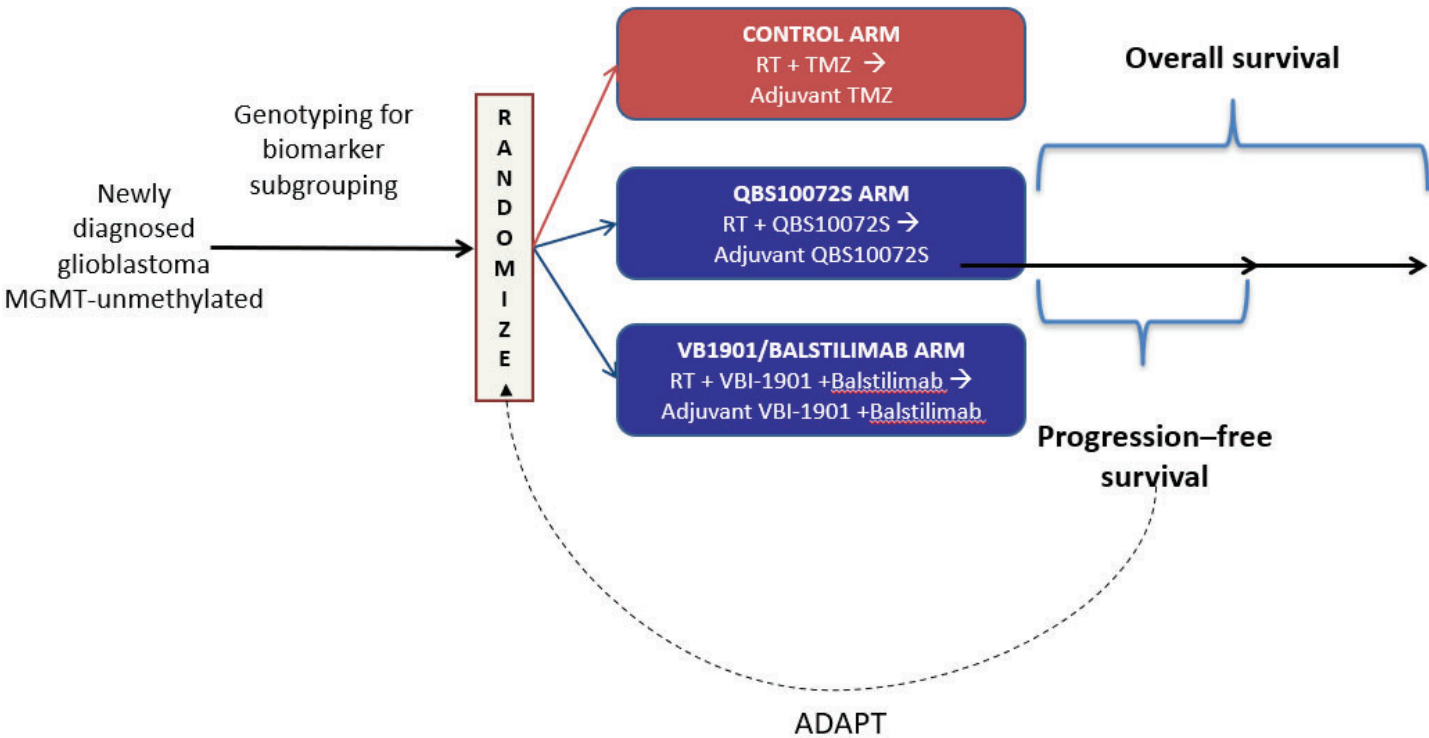 Newly
diagnosed
glioblastoma
MGMT-unmethylated
Genotyping for
biomarker
subgrouping
R
A
N
D
O
M
I
Z
E
▲
CONTROL ARM
RT + TMZ →
Adjuvant TMZ
QBS10072S ARM
RT + QBS10072S →
Adjuvant QBS10072S
VB1901/BALSTILIMAB ARM
RT + VBI-1901 +Balstilimab →
Adjuvant VBI-1901 +Balstilimab
Overall survival
Progression–free
survival
ADAPT